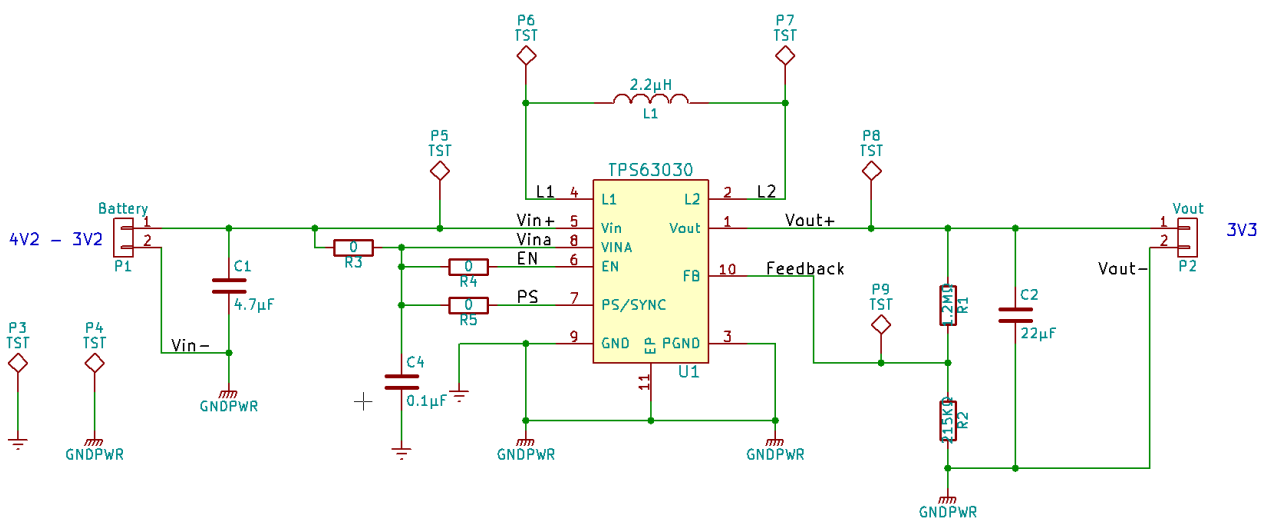 P6
TST
P7
TST
2.2µH
L1
P5
TST
P8
TST
TPS63030
L1 4 L1 L2 2 L2
Battery
1
2
P1
4V2 - 3V2
Vin+ 5 Vin Vout 1 Vout+
Vina 8 VINA
0
R3
EN 6 EN
0
R4
FB 10 Feedback
PS 7 PS/SYNC
0
R5
9 GND EP PGND 3
11
U1
Vout
1
2
P2
3V3
Vout-
C1
4.7µF
Vin-
GNDPWR
P3
TST
P4
TST
GNDPWR
C4
0.1µF
GNDPWR
GNDPWR
P9
TST
1.2MΩ
R1
C2
22µF
215KΩ
R2
GNDPWR